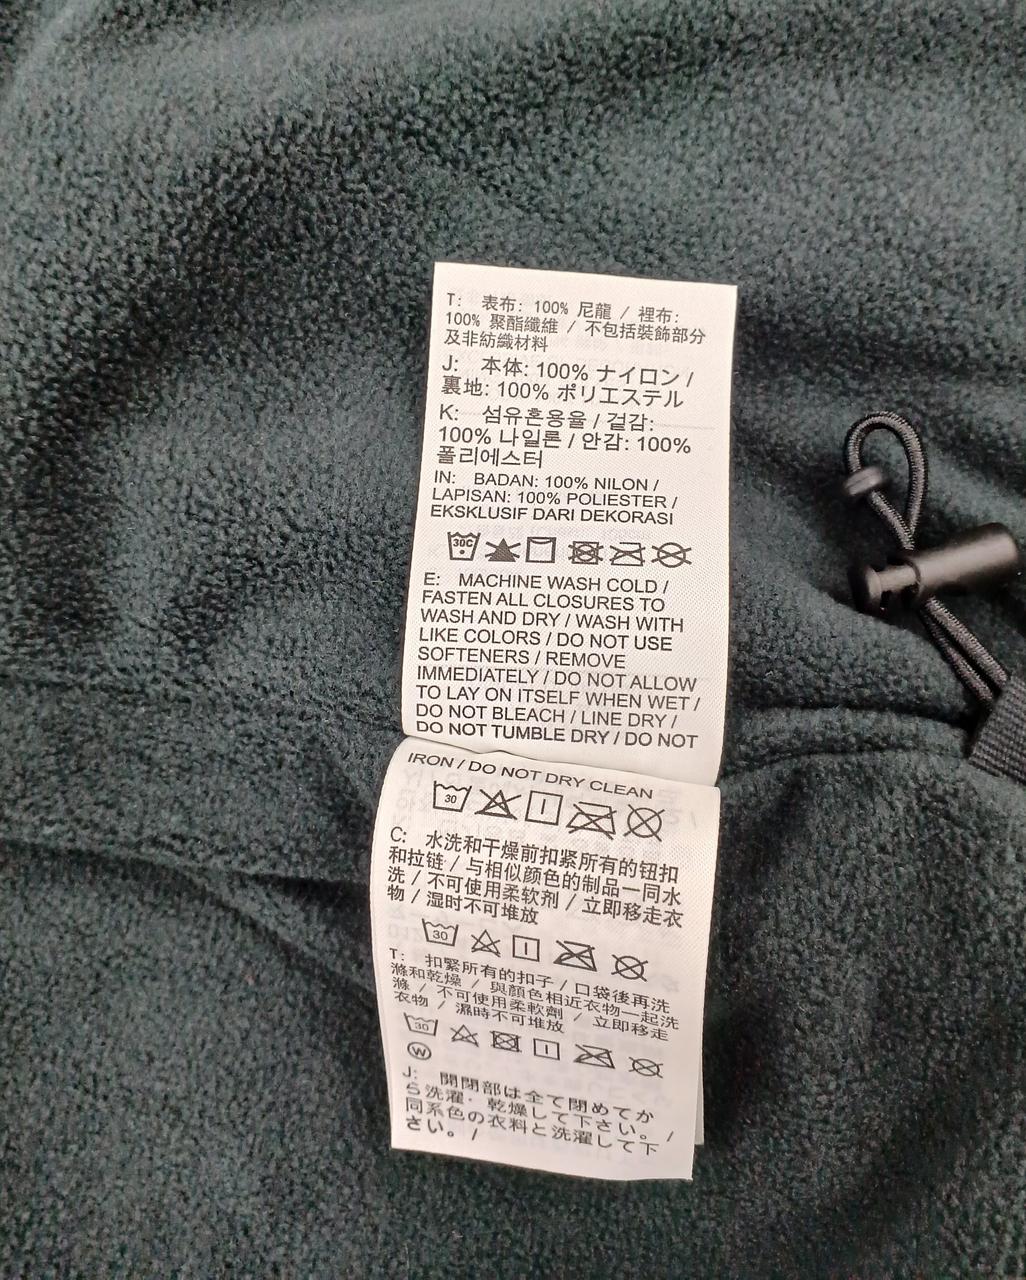 T: 表布: 100% 尼龍 / 裡布:
100% 聚酯纖維 / 不包括裝飾部分
及非紡織材料
J: 本体: 100% ナイロン /
裏地: 100% ポリエステル
K: 섬유혼용율 / 겉감:
100% 나일론 / 안감: 100%
폴리에스터
IN: BADAN: 100% NILON /
LAPISAN: 100% POLIESTER /
EKSKLUSIF DARI DEKORASI
30C
E: MACHINE WASH COLD /
FASTEN ALL CLOSURES TO
WASH AND DRY / WASH WITH
LIKE COLORS / DO NOT USE
SOFTENERS / REMOVE
IMMEDIATELY / DO NOT ALLOW
TO LAY ON ITSELF WHEN WET /
DO NOT BLEACH / LINE DRY /
DO NOT TUMBLE DRY / DO NOT
IRON / DO NOT DRY CLEAN
30
C: 水洗和干燥前扣紧所有的钮扣
和拉链 / 与相似颜色的制品一同水
洗 / 不可使用柔软剂 / 立即移走衣
物 / 湿时不可堆放
30
T: 扣緊所有的扣子 / 口袋後再洗
滌和乾燥 / 與顏色相近衣物一起洗
滌 / 不可使用柔軟劑 / 立即移走
衣物 / 濕時不可堆放
30
W
J: 開閉部は全て閉めてか
ら洗濯・乾燥して下さい。 /
同系色の衣料と洗濯して下
さい。 /